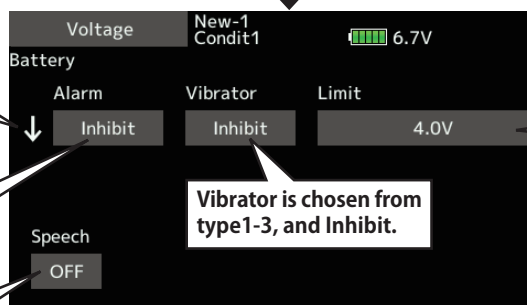 Voltage
New-1
Condit1
6.7V
Battery
Alarm
Vibrator
Limit
↓
Inhibit
Inhibit
4.0V
Vibrator is chosen from
type1-3, and Inhibit.
Speech
OFF